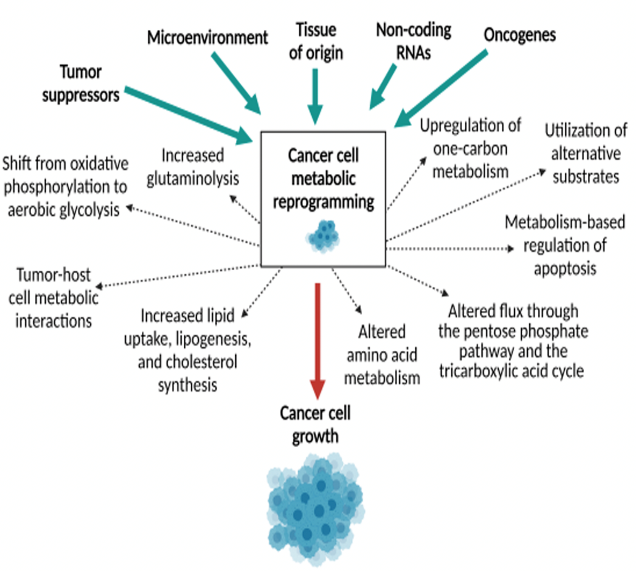 Microenvironment
Tissue
of origin
Non-coding
RNAs
Oncogenes
Tumor
suppressors
Cancer cell
metabolic
reprogramming
Shift from oxidative
phosphorylation to
aerobic glycolysis
Increased
glutaminolysis
Upregulation of
one-carbon
metabolism
Utilization of
alternative
substrates
Metabolism-based
regulation of
apoptosis
Tumor-host
cell metabolic
interactions
Increased lipid
uptake, lipogenesis,
and cholesterol
synthesis
Altered
amino acid
metabolism
Altered flux through
the pentose phosphate
pathway and the
tricarboxylic acid cycle
Cancer cell
growth